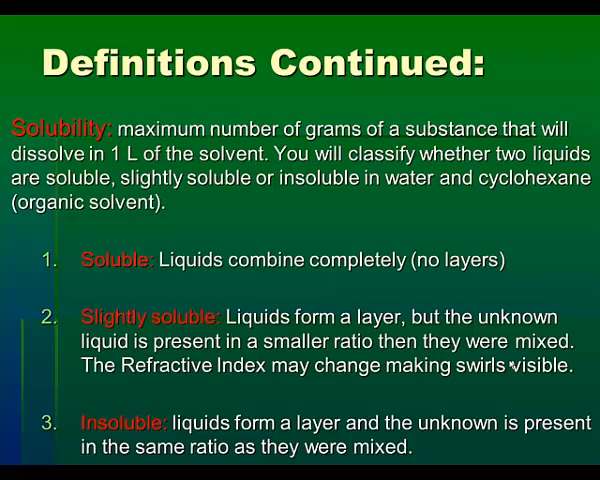 Definitions Continued:
Solubility: maximum number of grams of a substance that will
dissolve in 1 L of the solvent. You will classify whether two liquids
are soluble, slightly soluble or insoluble in water and cyclohexane
(organic solvent).
1. Soluble: Liquids combine completely (no layers)
2. Slightly soluble: Liquids form a layer, but the unknown
liquid is present in a smaller ratio then they were mixed.
The Refractive Index may change making swirls visible.
3. Insoluble: liquids form a layer and the unknown is present
in the same ratio as they were mixed.